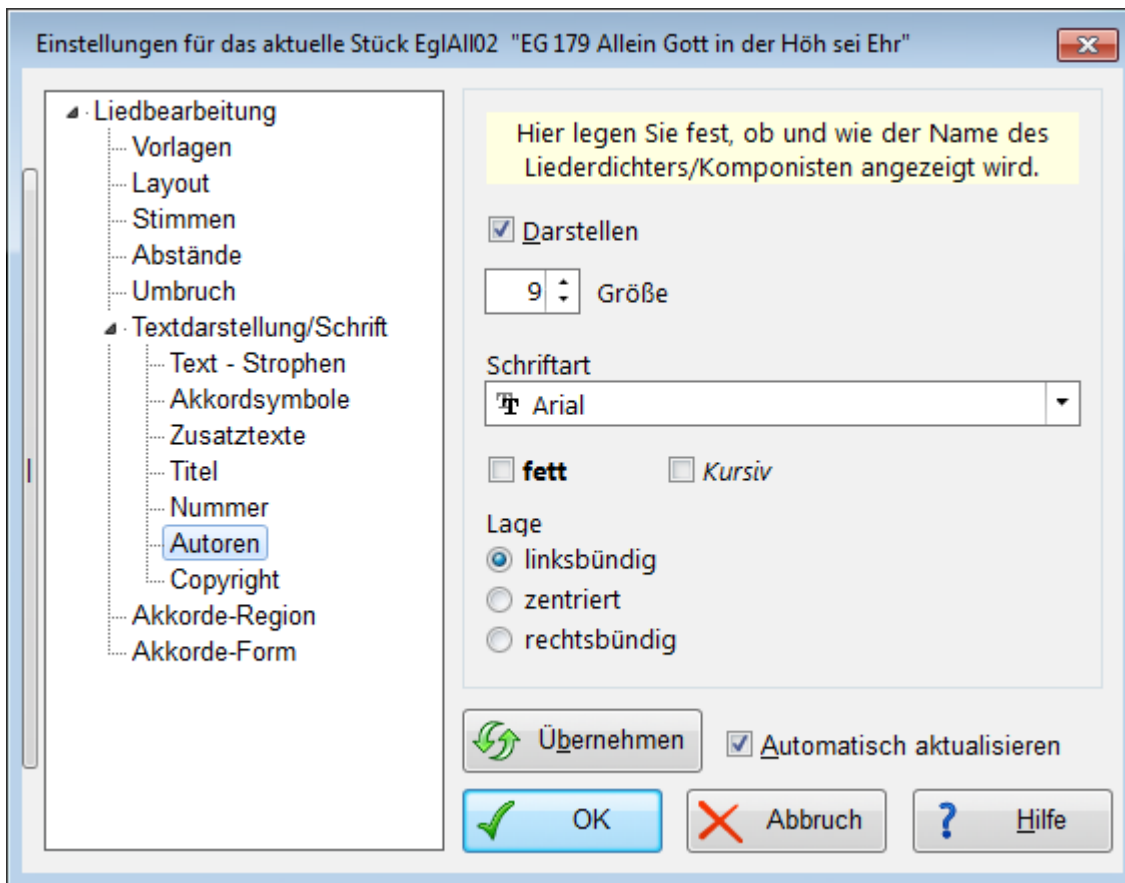 Einstellungen für das aktuelle Stück EglAll02 "EG 179 Allein Gott in der Höh sei Ehr"
Liedbearbeitung
Vorlagen
Layout
Stimmen
Abstände
Umbruch
Textdarstellung/Schrift
Text - Strophen
Akkordsymbole
Zusatztexte
Titel
Nummer
Autoren
Copyright
Akkorde-Region
Akkorde-Form
Hier legen Sie fest, ob und wie der Name des
Liederdichters/Komponisten angezeigt wird.
Darstellen
9 Größe
Schriftart
Arial
fett Kursiv
Lage
linksbündig
zentriert
rechtsbündig
Übernehmen Automatisch aktualisieren
OK Abbruch Hilfe